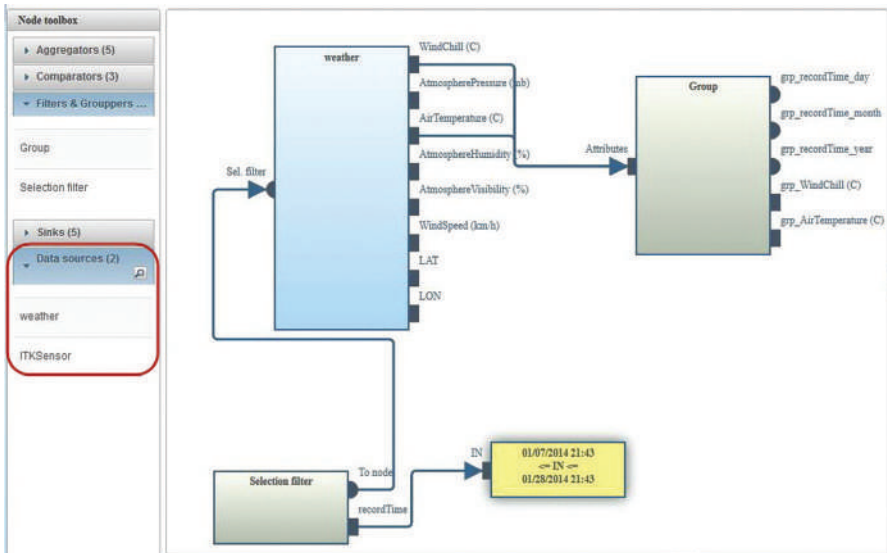 Node toolbox
Aggregators (5)
Comparators (3)
Filters & Grouppers ...
Group
Selection filter
Sinks (5)
Data sources (2)
weather
ITKSensor
weather
Sel. filter
WindChill (C)
AtmospherePressure (mb)
AirTemperature (C)
AtmosphereHumidity (%)
AtmosphereVisibility (%)
WindSpeed (km/h)
LAT
LON
Group
Attributes
grp_recordTime_day
grp_recordTime_month
grp_recordTime_year
grp_WindChill (C)
grp_AirTemperature (C)
Selection filter
To node
recordTime
IN
01/07/2014 21:43
<= IN <=
01/28/2014 21:43